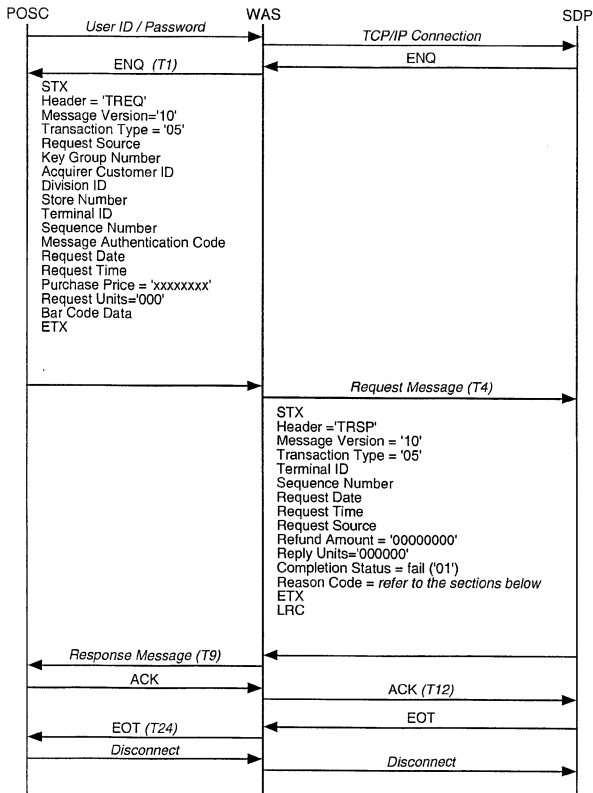 POSC WAS SDP
User ID / Password
TCP/IP Connection
ENQ (T1)
ENQ
STX
Header = 'TREQ'
Message Version='10'
Transaction Type = '05'
Request Source
Key Group Number
Acquirer Customer ID
Division ID
Store Number
Terminal ID
Sequence Number
Message Authentication Code
Request Date
Request Time
Purchase Price = 'xxxxxxxx'
Request Units='000'
Bar Code Data
ETX
Request Message (T4)
STX
Header ='TRSP'
Message Version = '10'
Transaction Type = '05'
Terminal ID
Sequence Number
Request Date
Request Time
Request Source
Refund Amount = '00000000'
Reply Units='000000'
Completion Status = fail ('01')
Reason Code = refer to the sections below
ETX
LRC
Response Message (T9)
ACK
ACK (T12)
EOT (T24)
EOT
Disconnect
Disconnect